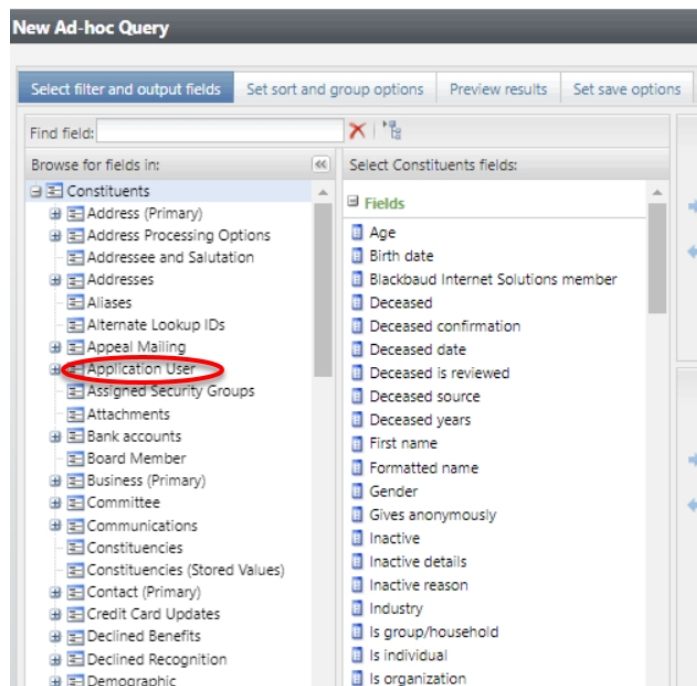 New Ad-hoc Query
Select filter and output fields
Set sort and group options
Preview results
Set save options
Find field:
Browse for fields in:
Constituents
Address (Primary)
Address Processing Options
Addressee and Salutation
Addresses
Aliases
Alternate Lookup IDs
Appeal Mailing
Application User
Assigned Security Groups
Attachments
Bank accounts
Board Member
Business (Primary)
Committee
Communications
Constituencies
Constituencies (Stored Values)
Contact (Primary)
Credit Card Updates
Declined Benefits
Declined Recognition
Demographic
Select Constituents fields:
Fields
Age
Birth date
Blackbaud Internet Solutions member
Deceased
Deceased confirmation
Deceased date
Deceased is reviewed
Deceased source
Deceased years
First name
Formatted name
Gender
Gives anonymously
Inactive
Inactive details
Inactive reason
Industry
Is group/household
Is individual
Is organization